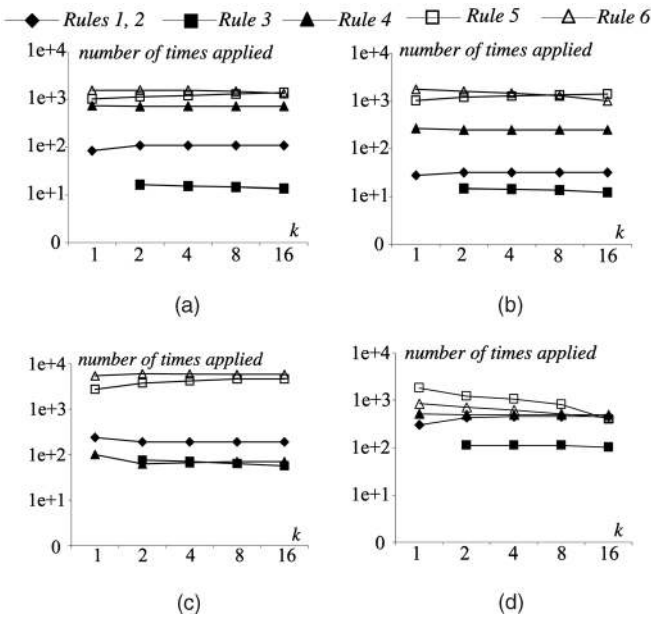 Rules 1, 2 Rule 3 Rule 4 Rule 5 Rule 6
number of times applied
1e+4
1e+3
1e+2
1e+1
0
k
1 2 4 8 16
(a)
number of times applied
1e+4
1e+3
1e+2
1e+1
0
k
1 2 4 8 16
(b)
number of times applied
1e+4
1e+3
1e+2
1e+1
0
k
1 2 4 8 16
(c)
number of times applied
1e+4
1e+3
1e+2
1e+1
0
k
1 2 4 8 16
(d)